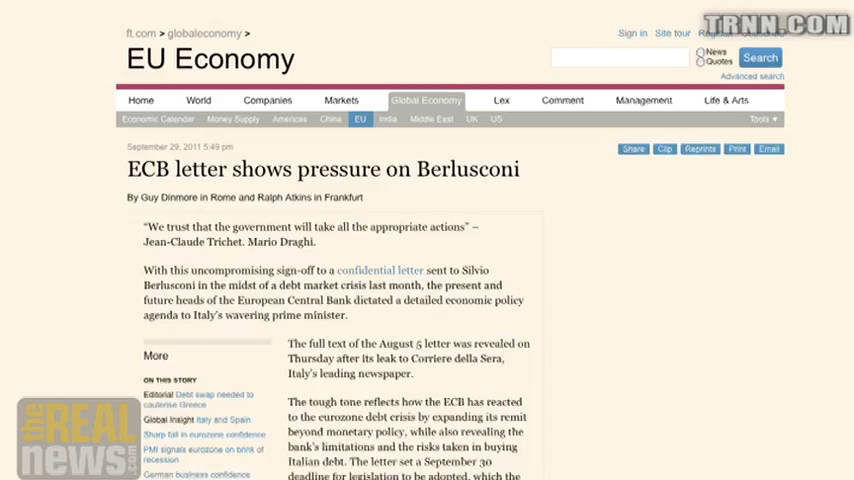 TRNN.COM
ft.com > globaleconomy >
Sign in Site tour Register Subscribe
EU Economy
News
Quotes
Search
Advanced search
Home World Companies Markets Global Economy Lex Comment Management Life & Arts
Economic Calendar Money Supply Americas China EU India Middle East UK US Tools ▼
September 29, 2011 5:49 pm
Share Clip Reprints Print Email
ECB letter shows pressure on Berlusconi
By Guy Dinmore in Rome and Ralph Atkins in Frankfurt
“We trust that the government will take all the appropriate actions” –
Jean-Claude Trichet. Mario Draghi.
With this uncompromising sign-off to a confidential letter sent to Silvio
Berlusconi in the midst of a debt market crisis last month, the present and
future heads of the European Central Bank dictated a detailed economic policy
agenda to Italy’s wavering prime minister.
More
ON THIS STORY
Editorial Debt swap needed to
cauterise Greece
Global Insight Italy and Spain
Sharp fall in eurozone confidence
PMI signals eurozone on brink of
recession
German business confidence
The full text of the August 5 letter was revealed on
Thursday after its leak to Corriere della Sera,
Italy’s leading newspaper.
The tough tone reflects how the ECB has reacted
to the eurozone debt crisis by expanding its remit
beyond monetary policy, while also revealing the
bank’s limitations and the risks taken in buying
Italian debt. The letter set a September 30
deadline for legislation to be adopted, which the
the REAL
news.com